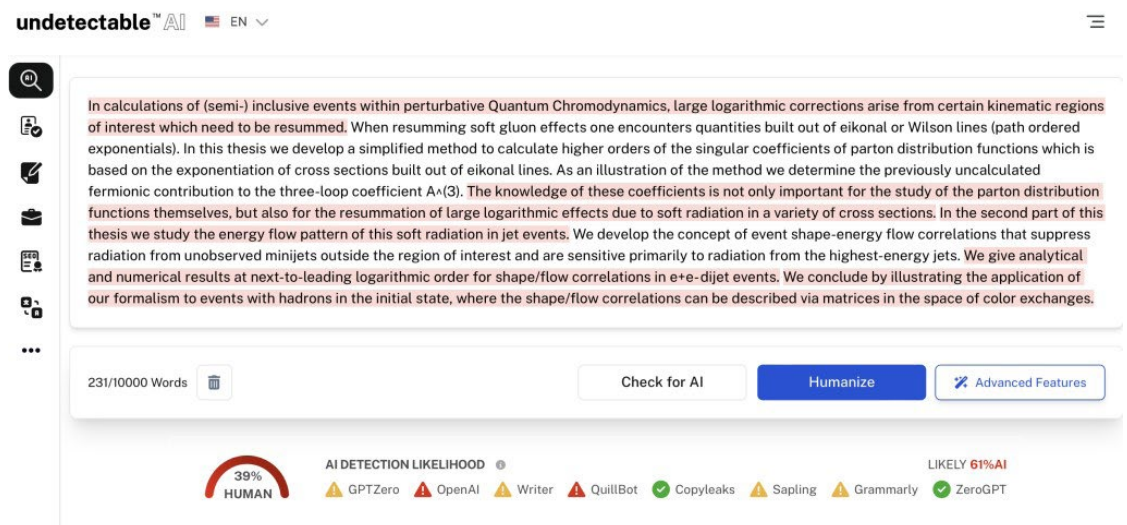 undetectable™ AI EN
In calculations of (semi-) inclusive events within perturbative Quantum Chromodynamics, large logarithmic corrections arise from certain kinematic regions
of interest which need to be resummed. When resumming soft gluon effects one encounters quantities built out of eikonal or Wilson lines (path ordered
exponentials). In this thesis we develop a simplified method to calculate higher orders of the singular coefficients of parton distribution functions which is
based on the exponentiation of cross sections built out of eikonal lines. As an illustration of the method we determine the previously uncalculated
fermionic contribution to the three-loop coefficient A^(3). The knowledge of these coefficients is not only important for the study of the parton distribution
functions themselves, but also for the resummation of large logarithmic effects due to soft radiation in a variety of cross sections. In the second part of this
thesis we study the energy flow pattern of this soft radiation in jet events. We develop the concept of event shape-energy flow correlations that suppress
radiation from unobserved minijets outside the region of interest and are sensitive primarily to radiation from the highest-energy jets. We give analytical
and numerical results at next-to-leading logarithmic order for shape/flow correlations in e+e- dijet events. We conclude by illustrating the application of
our formalism to events with hadrons in the initial state, where the shape/flow correlations can be described via matrices in the space of color exchanges.
231/10000 Words Check for AI Humanize Advanced Features
39%
HUMAN
AI DETECTION LIKELIHOOD LIKELY 61%AI
GPTZero OpenAI Writer QuillBot Copyleaks Sapling Grammarly ZeroGPT